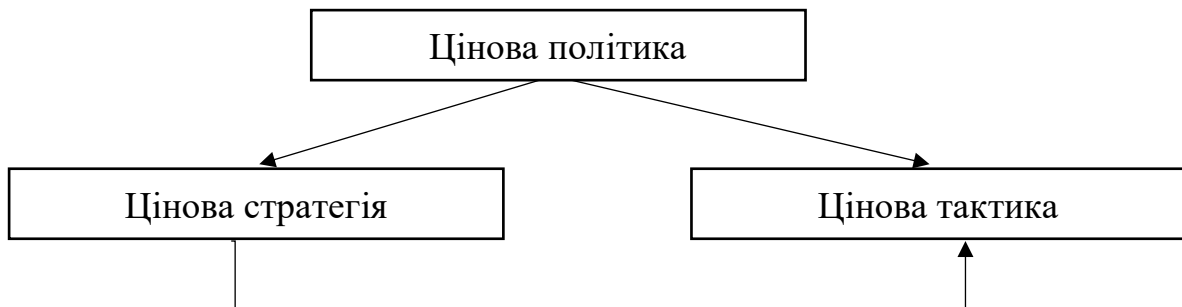 Цінова політика
Цінова стратегія
Цінова тактика